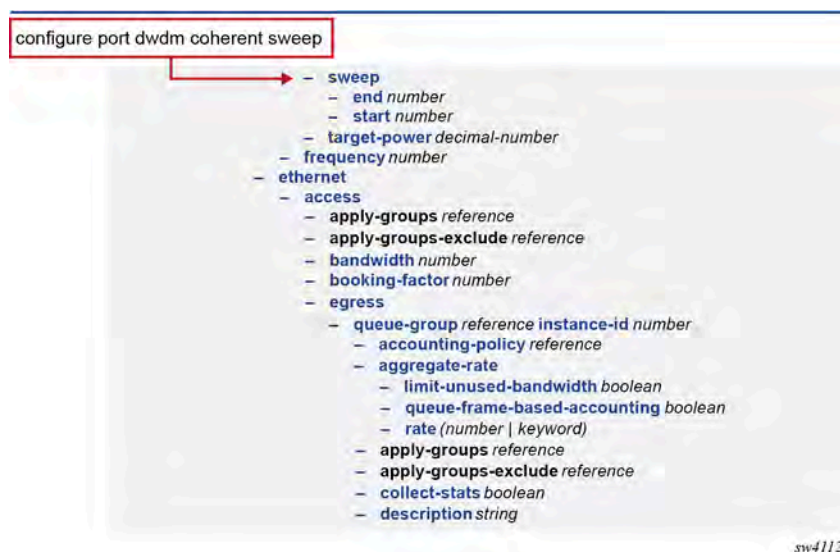 configure port dwdm coherent sweep
– sweep
– end number
– start number
– target-power decimal-number
– frequency number
– ethernet
– access
– apply-groups reference
– apply-groups-exclude reference
– bandwidth number
– booking-factor number
– egress
– queue-group reference instance-id number
– accounting-policy reference
– aggregate-rate
– limit-unused-bandwidth boolean
– queue-frame-based-accounting boolean
– rate (number | keyword)
– apply-groups reference
– apply-groups-exclude reference
– collect-stats boolean
– description string